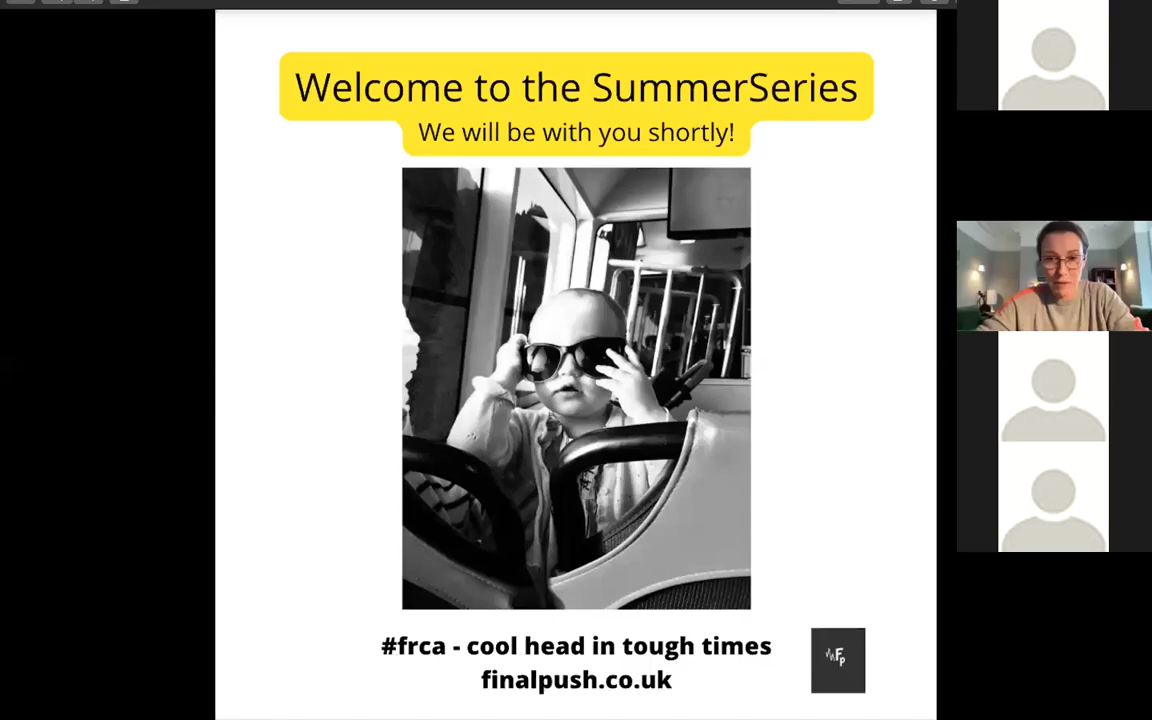 Welcome to the SummerSeries
We will be with you shortly!
#frca - cool head in tough times
finalpush.co.uk
Fp